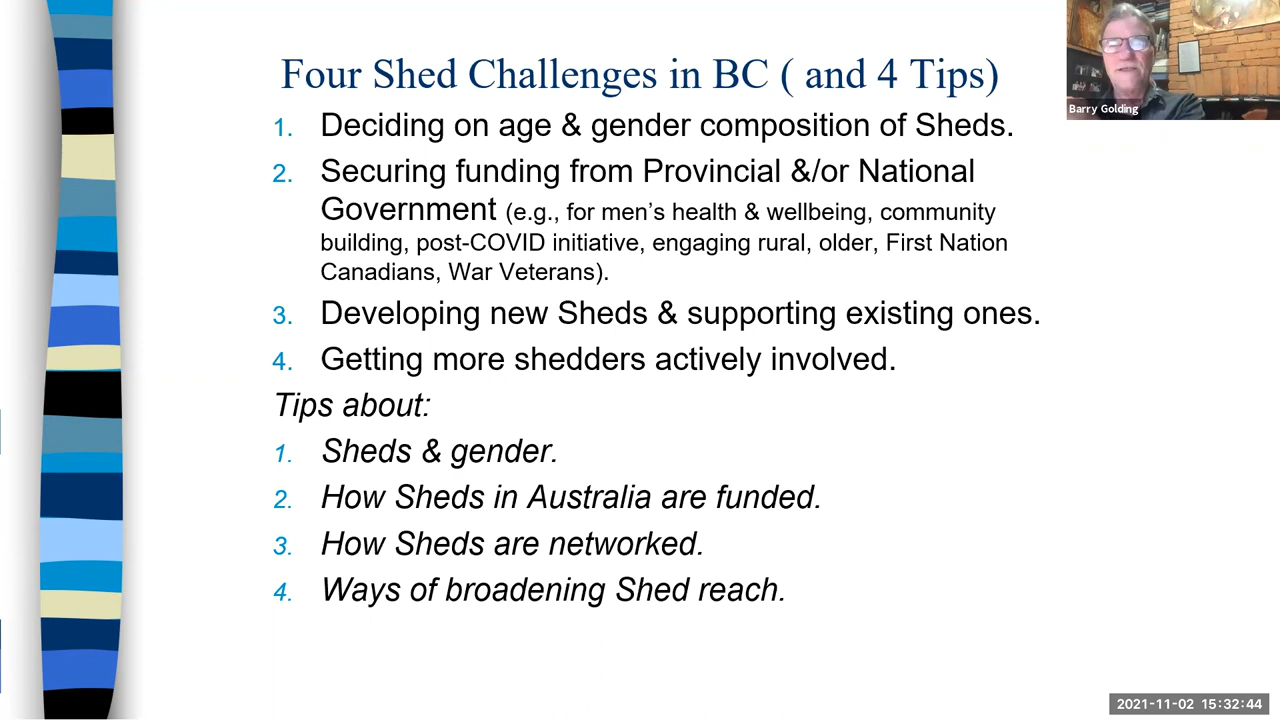 Four Shed Challenges in BC ( and 4 Tips)
1. Deciding on age & gender composition of Sheds.
2. Securing funding from Provincial &/or National
Government (e.g., for men's health & wellbeing, community
building, post-COVID initiative, engaging rural, older, First Nation
Canadians, War Veterans).
3. Developing new Sheds & supporting existing ones.
4. Getting more shedders actively involved.
Tips about:
1. Sheds & gender.
2. How Sheds in Australia are funded.
3. How Sheds are networked.
4. Ways of broadening Shed reach.
Barry Golding
2021-11-02 15:32:44